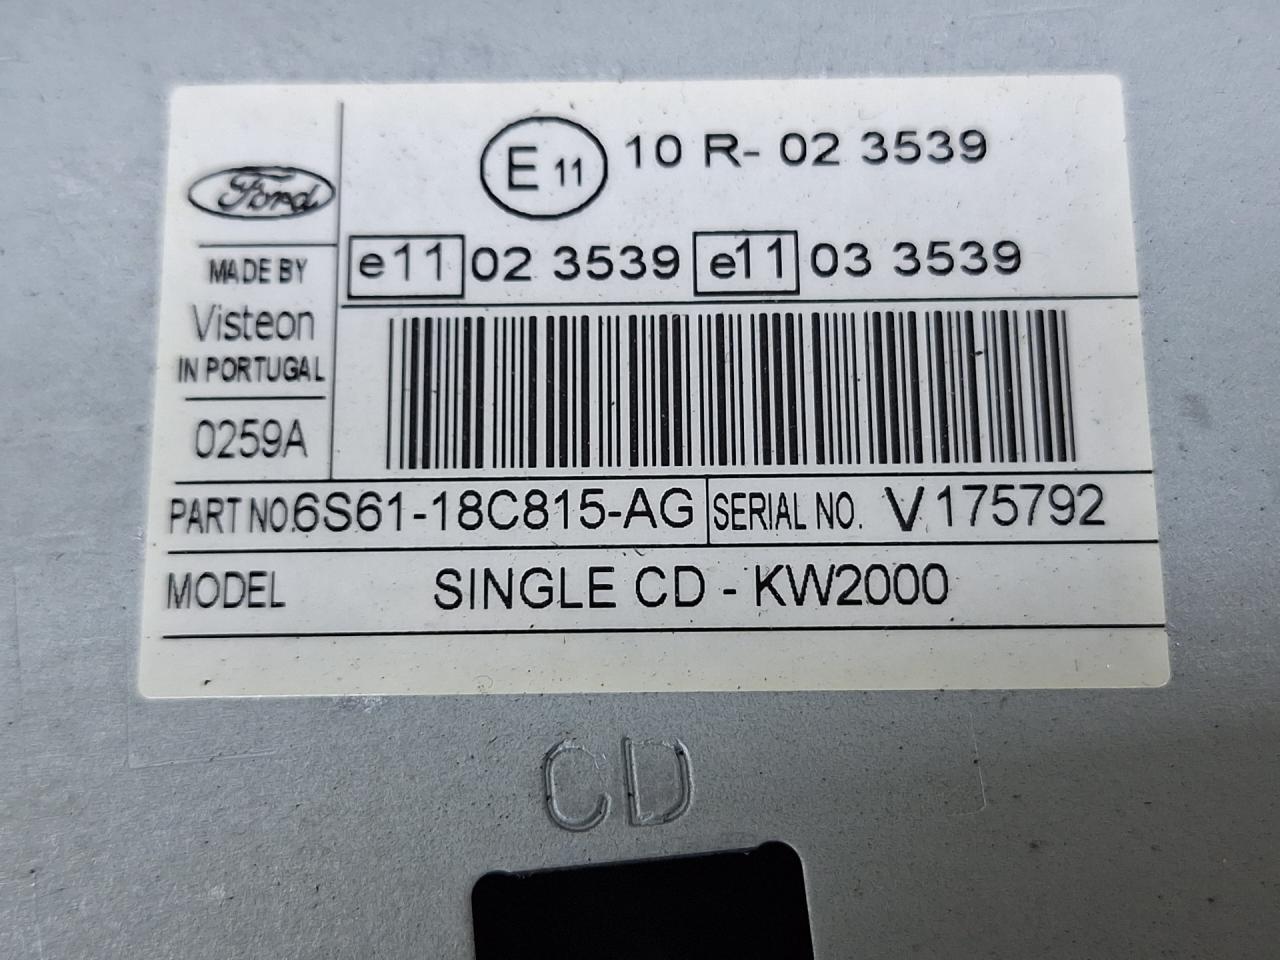 Ford
MADE BY
Visteon
IN PORTUGAL
0259A
E 11 10 R- 02 3539
e11 02 3539 e11 03 3539
PART NO. 6S61-18C815-AG SERIAL NO. V 175792
MODEL SINGLE CD - KW2000
CD